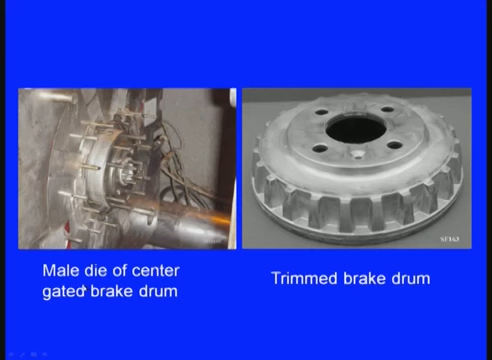 Male die of center
gated brake drum
Trimmed brake drum